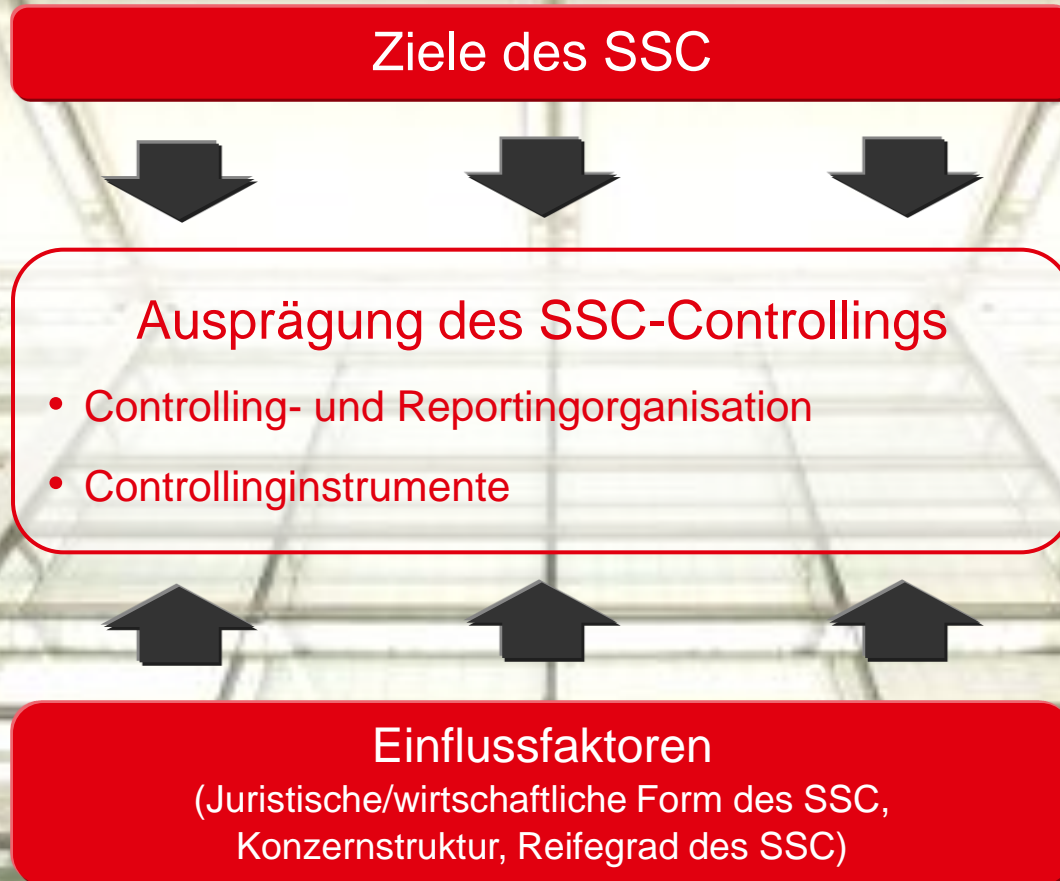 Ziele des SSC
Ausprägung des SSC-Controllings
• Controlling- und Reportingorganisation
• Controllinginstrumente
Einflussfaktoren
(Juristische/wirtschaftliche Form des SSC,
Konzernstruktur, Reifegrad des SSC)